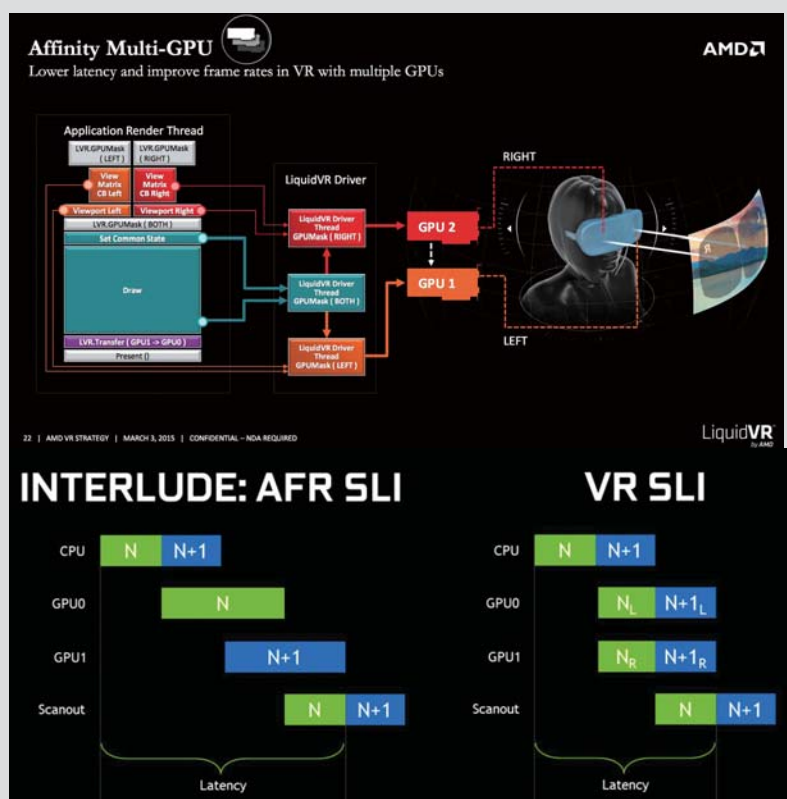 Affinity Multi-GPU
AMD
Lower latency and improve frame rates in VR with multiple GPUs
Application Render Thread
LVR.GPUMask
( LEFT )
LVR.GPUMask
( RIGHT )
View
Matrix
CB Left
View
Matrix
CB Right
Viewport Left
Viewport Right
LVR.GPUMask ( BOTH )
Set Common State
Draw
LVR.Transfer ( GPU1 -> GPU0 )
Present ()
LiquidVR Driver
LiquidVR Driver
Thread
GPUMask ( RIGHT )
LiquidVR Driver
Thread
GPUMask ( BOTH )
LiquidVR Driver
Thread
GPUMask ( LEFT )
GPU 2
GPU 1
RIGHT
LEFT
R
22 | AMD VR STRATEGY | MARCH 3, 2015 | CONFIDENTIAL – NDA REQUIRED
LiquidVR
by AMD
INTERLUDE: AFR SLI
CPU N N+1
GPU0 N
GPU1 N+1
Scanout N N+1
Latency
VR SLI
CPU N N+1
GPU0 NL N+1L
GPU1 NR N+1R
Scanout N N+1
Latency